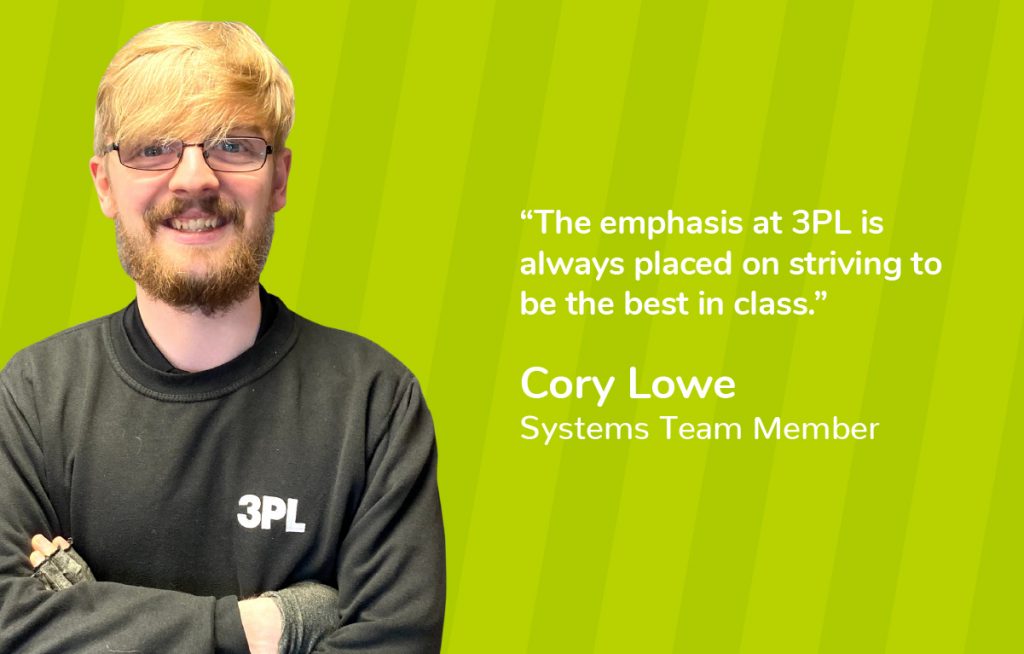 “The emphasis at 3PL is
always placed on striving to
be the best in class.”
Cory Lowe
Systems Team Member
3PL